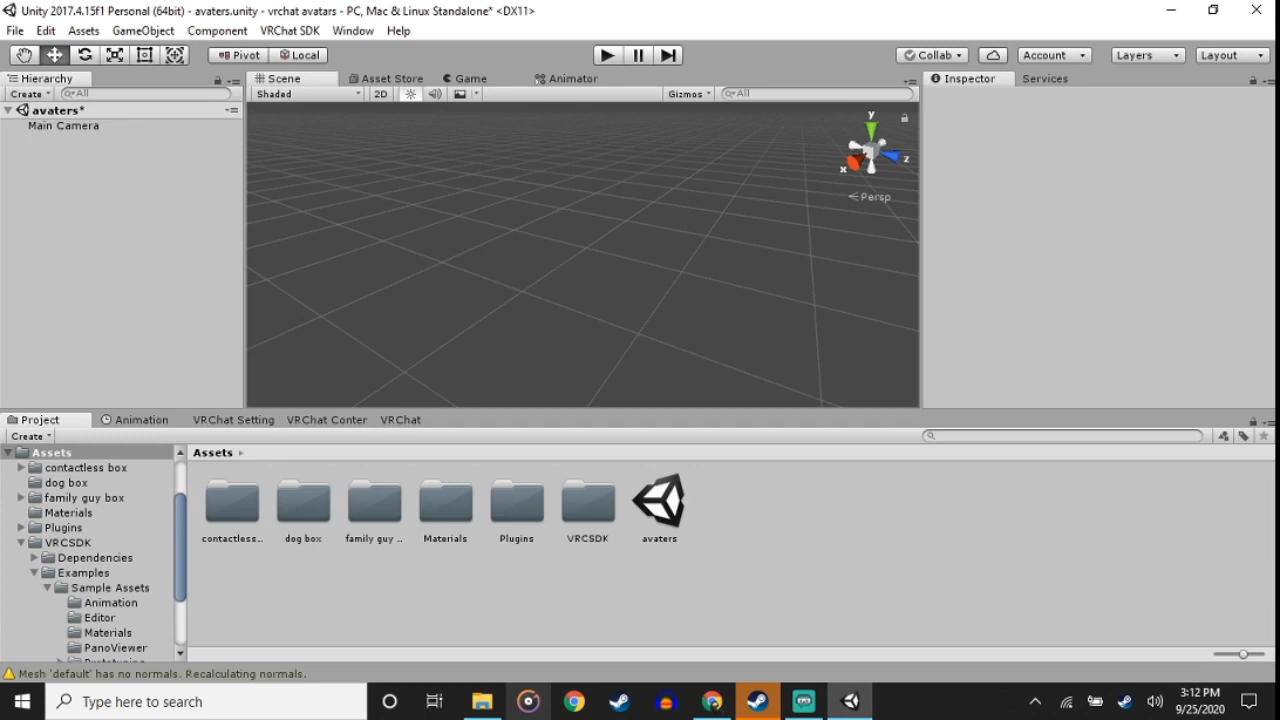 Unity 2017.4.15f1 Personal (64bit) - avaters.unity - vrchat avatars - PC, Mac & Linux Standalone* <DX11>
File Edit Assets GameObject Component VRChat SDK Window Help
Pivot Local Collab Account Layers Layout
Hierarchy Scene Asset Store Game Animator Inspector Services
Create All Shaded 2D Gizmos All
avaters*
Main Camera
y
x
z
Persp
Project Animation VRChat Setting VRChat Conter VRChat
Create
Assets Assets
contactless box
dog box
family guy box
Materials
Plugins
VRCSDK
contactless... dog box family guy .. Materials Plugins VRCSDK avaters
Dependencies
Examples
Sample Assets
Animation
Editor
Materials
PanoViewer
Mesh 'default' has no normals. Recalculating normals.
Type here to search
3:12 PM
9/25/2020